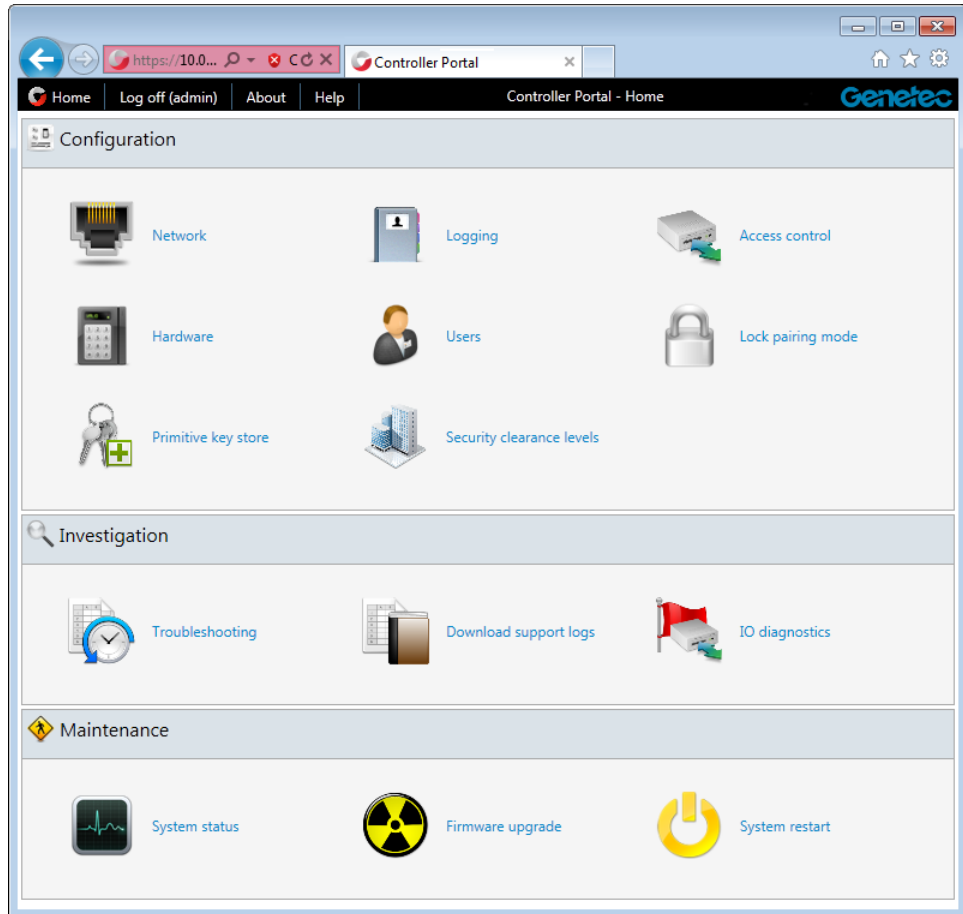 https://10.0...
Controller Portal
Home
Log off (admin)
About
Help
Controller Portal - Home
Genetec
Configuration
Network
Logging
Access control
Hardware
Users
Lock pairing mode
Primitive key store
Security clearance levels
Investigation
Troubleshooting
Download support logs
IO diagnostics
Maintenance
System status
Firmware upgrade
System restart